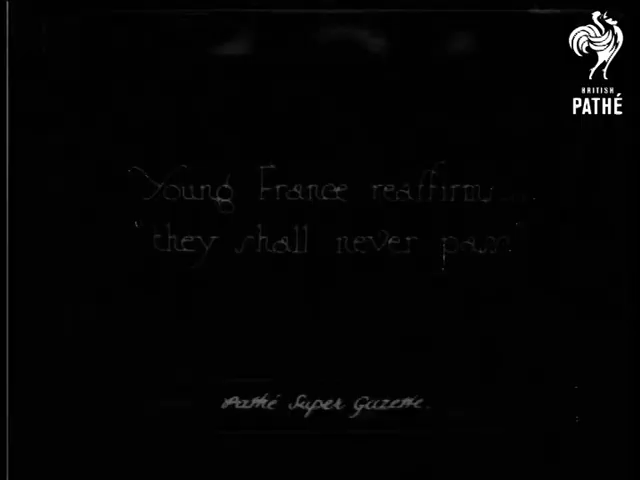 BRITISH
PATHÉ
Young France reaffirms...
"they shall never pass"
Pathé Super Gazette.